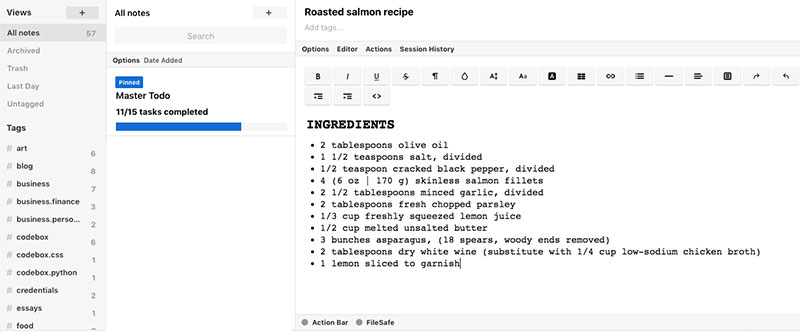 Views
+
All notes 57
Archived
Trash
Last Day
Untagged
Tags
# art 6
# blog 8
# business 7
# business.finance 3
# business.perso... 2
# codebox 6
# codebox.css 1
# codebox.python 1
# credentials 2
# essays 1
# food 2
All notes
+
Search
Options Date Added
Pinned
Master Todo
11/15 tasks completed
Roasted salmon recipe
Add tags...
Options Editor Actions Session History
B I U S ¶ A Aa A
<>
INGREDIENTS
• 2 tablespoons olive oil
• 1 1/2 teaspoons salt, divided
• 1/2 teaspoon cracked black pepper, divided
• 4 (6 oz | 170 g) skinless salmon fillets
• 2 1/2 tablespoons minced garlic, divided
• 2 tablespoons fresh chopped parsley
• 1/3 cup freshly squeezed lemon juice
• 1/2 cup melted unsalted butter
• 3 bunches asparagus, (18 spears, woody ends removed)
• 2 tablespoons dry white wine (substitute with 1/4 cup low-sodium chicken broth)
• 1 lemon sliced to garnish
Action Bar FileSafe